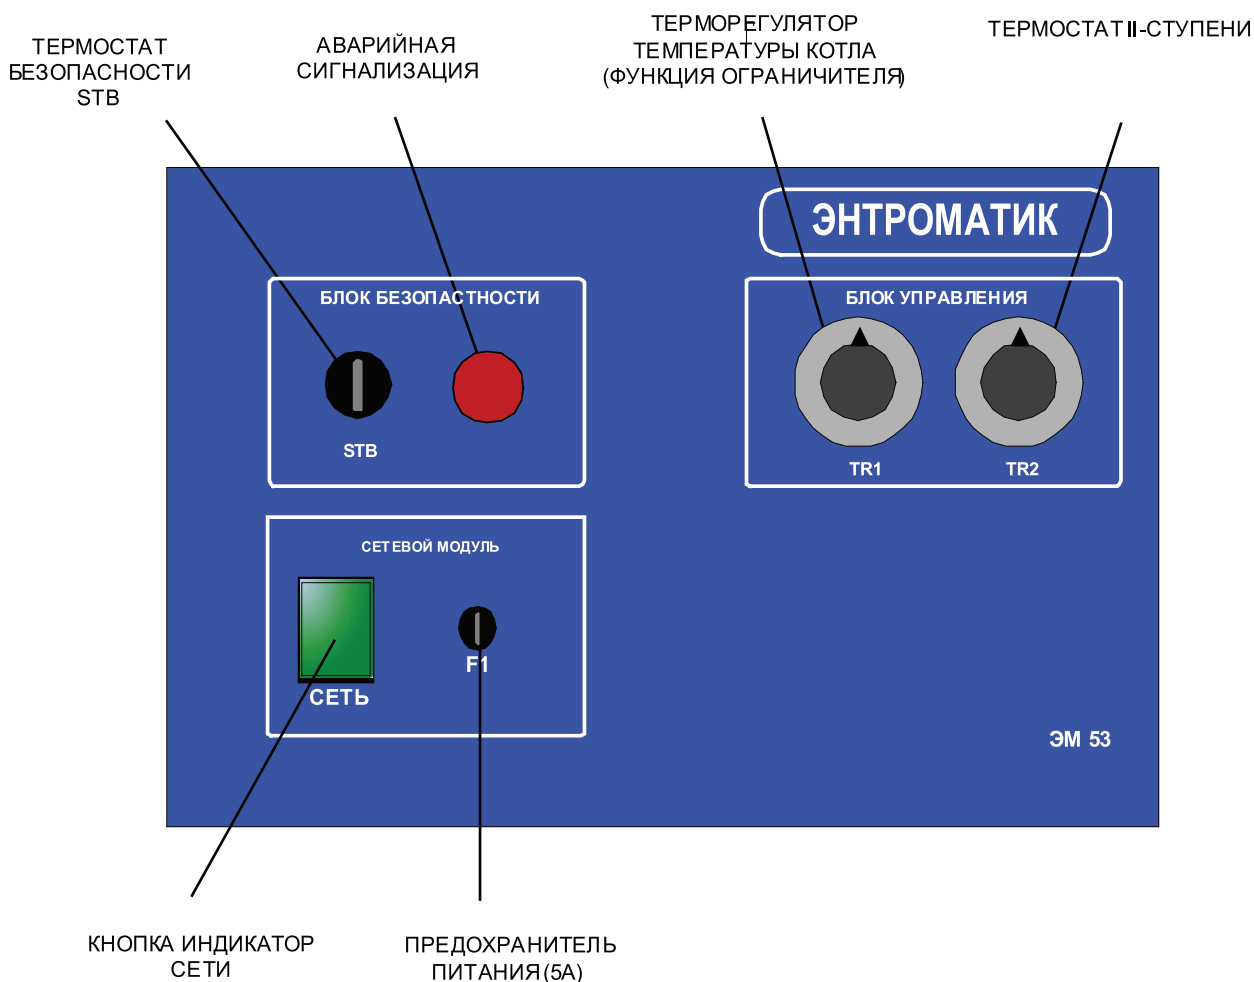 ТЕРМОСТАТ
БЕЗОПАСНОСТИ
STB
АВАРИЙНАЯ
СИГНАЛИЗАЦИЯ
ТЕРМОРЕГУЛЯТОР
ТЕМПЕРАТУРЫ КОТЛА
(ФУНКЦИЯ ОГРАНИЧИТЕЛЯ)
ТЕРМОСТАТ II-СТУПЕНИ
ЭНТРОМАТИК
БЛОК БЕЗОПАСТНОСТИ
STB
БЛОК УПРАВЛЕНИЯ
TR1
TR2
СЕТЕВОЙ МОДУЛЬ
СЕТЬ
F1
ЭМ 53
КНОПКА ИНДИКАТОР
СЕТИ
ПРЕДОХРАНИТЕЛЬ
ПИТАНИЯ (5А)